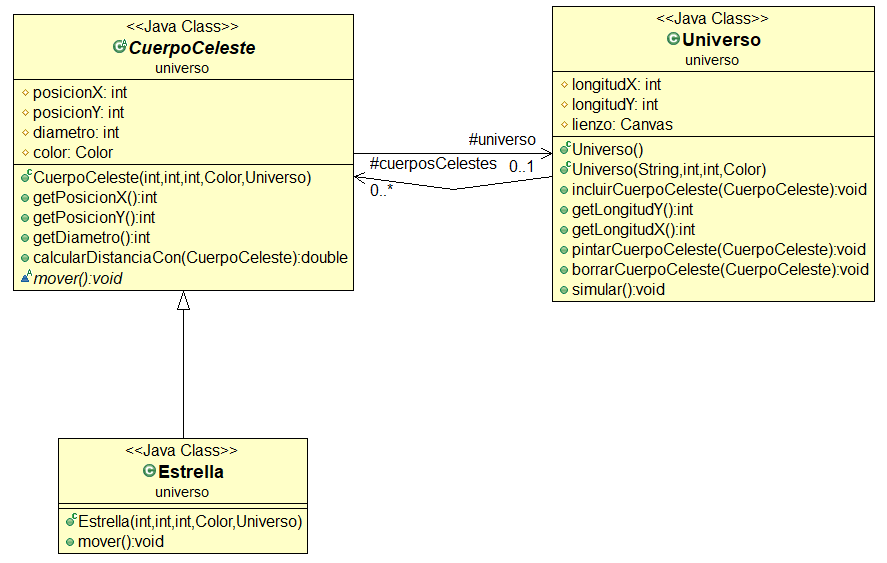 <<Java Class>>
CuerpoCeleste
universo
posicionX: int
posicionY: int
diametro: int
color: Color
CuerpoCeleste(int,int,int,Color,Universo)
getPosicionX():int
getPosicionY():int
getDiametro():int
calcularDistanciaCon(CuerpoCeleste):double
mover():void
#universo
0..1
#cuerposCelestes
0..*
<<Java Class>>
Universo
universo
longitudX: int
longitudY: int
lienzo: Canvas
Universo()
Universo(String,int,int,Color)
incluirCuerpoCeleste(CuerpoCeleste):void
getLongitudY():int
getLongitudX():int
pintarCuerpoCeleste(CuerpoCeleste):void
borrarCuerpoCeleste(CuerpoCeleste):void
simular():void
<<Java Class>>
Estrella
universo
Estrella(int,int,int,Color,Universo)
mover():void